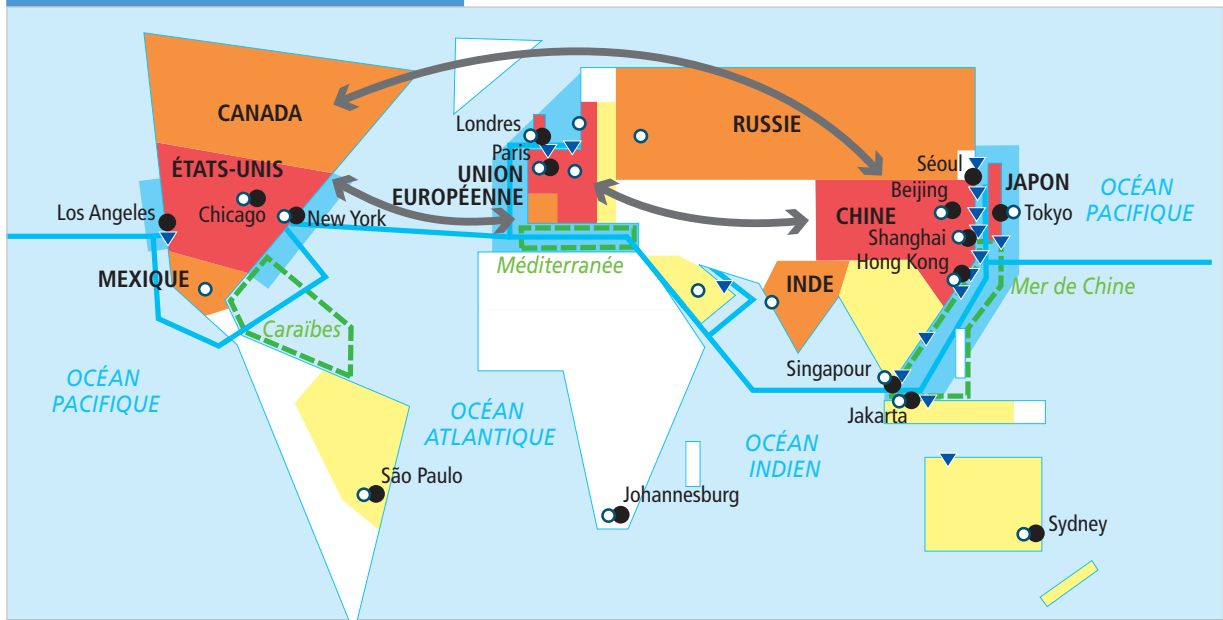 CANADA
ÉTATS-UNIS
Los Angeles
Chicago
New York
MEXIQUE
Caraïbes
OCÉAN
PACIFIQUE
São Paulo
OCÉAN
ATLANTIQUE
Londres
Paris
UNION
EUROPÉENNE
Méditerranée
Johannesburg
RUSSIE
Séoul
Beijing
JAPON
CHINE
Tokyo
Shanghai
Hong Kong
INDE
OCÉAN
PACIFIQUE
Mer de Chine
Singapour
Jakarta
OCÉAN
INDIEN
Sydney